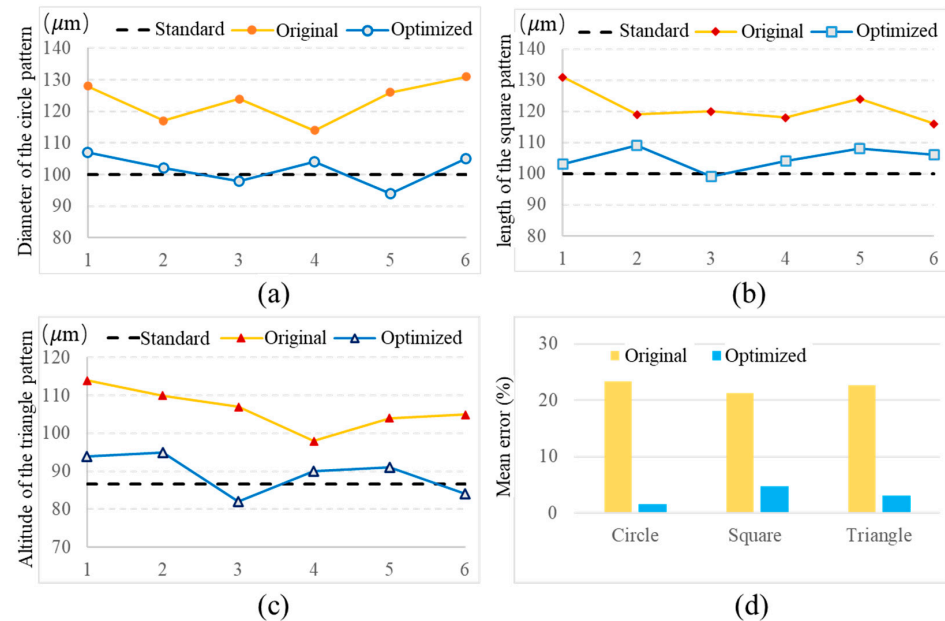 (μm) Standard Original Optimized
Diameter of the circle pattern
140
130
120
110
100
90
80
1 2 3 4 5 6
(a)
(μm) Standard Original Optimized
length of the square pattern
140
130
120
110
100
90
80
1 2 3 4 5 6
(b)
(μm) Standard Original Optimized
Altitude of the triangle pattern
120
110
100
90
80
70
1 2 3 4 5 6
(c)
Original Optimized
Mean error (%)
30
20
10
0
Circle Square Triangle
(d)